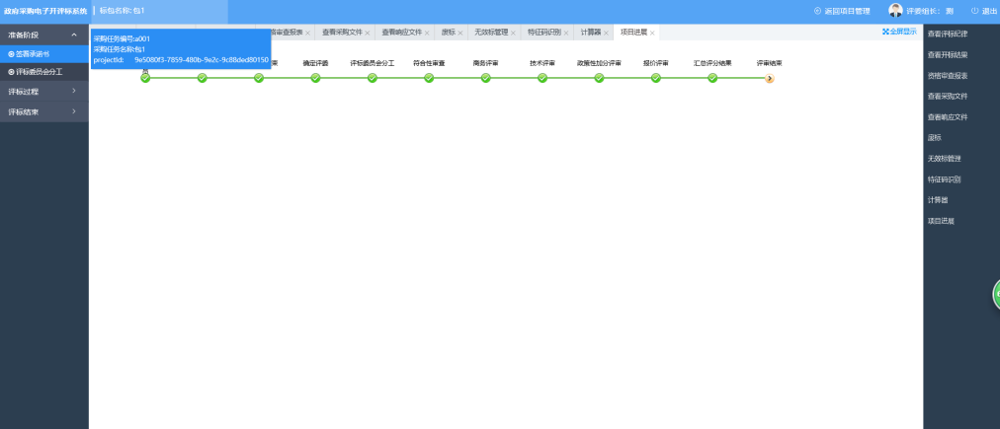 政府采购电子开评标系统
标包名称:包1
返回项目管理
评委组长: 测
退出
准备阶段
签署承诺书
评标委员会分工
评标过程
评标结束
采购任务编号:a001
采购任务名称:包1
projectId: 9e5080f3-7859-480b-9e2c-9c88ded80150
格审查报表
查看采购文件
查看响应文件
废标
无效标管理
特征码识别
计算器
项目进展
全屏显示
员
束
确定评委
评标委员会分工
符合性审查
商务评审
技术评审
政策性加分评审
报价评审
汇总评分结果
评审结束
查看评标纪律
查看开标结果
资格审查报表
查看采购文件
查看响应文件
废标
无效标管理
特征码识别
计算器
项目进展